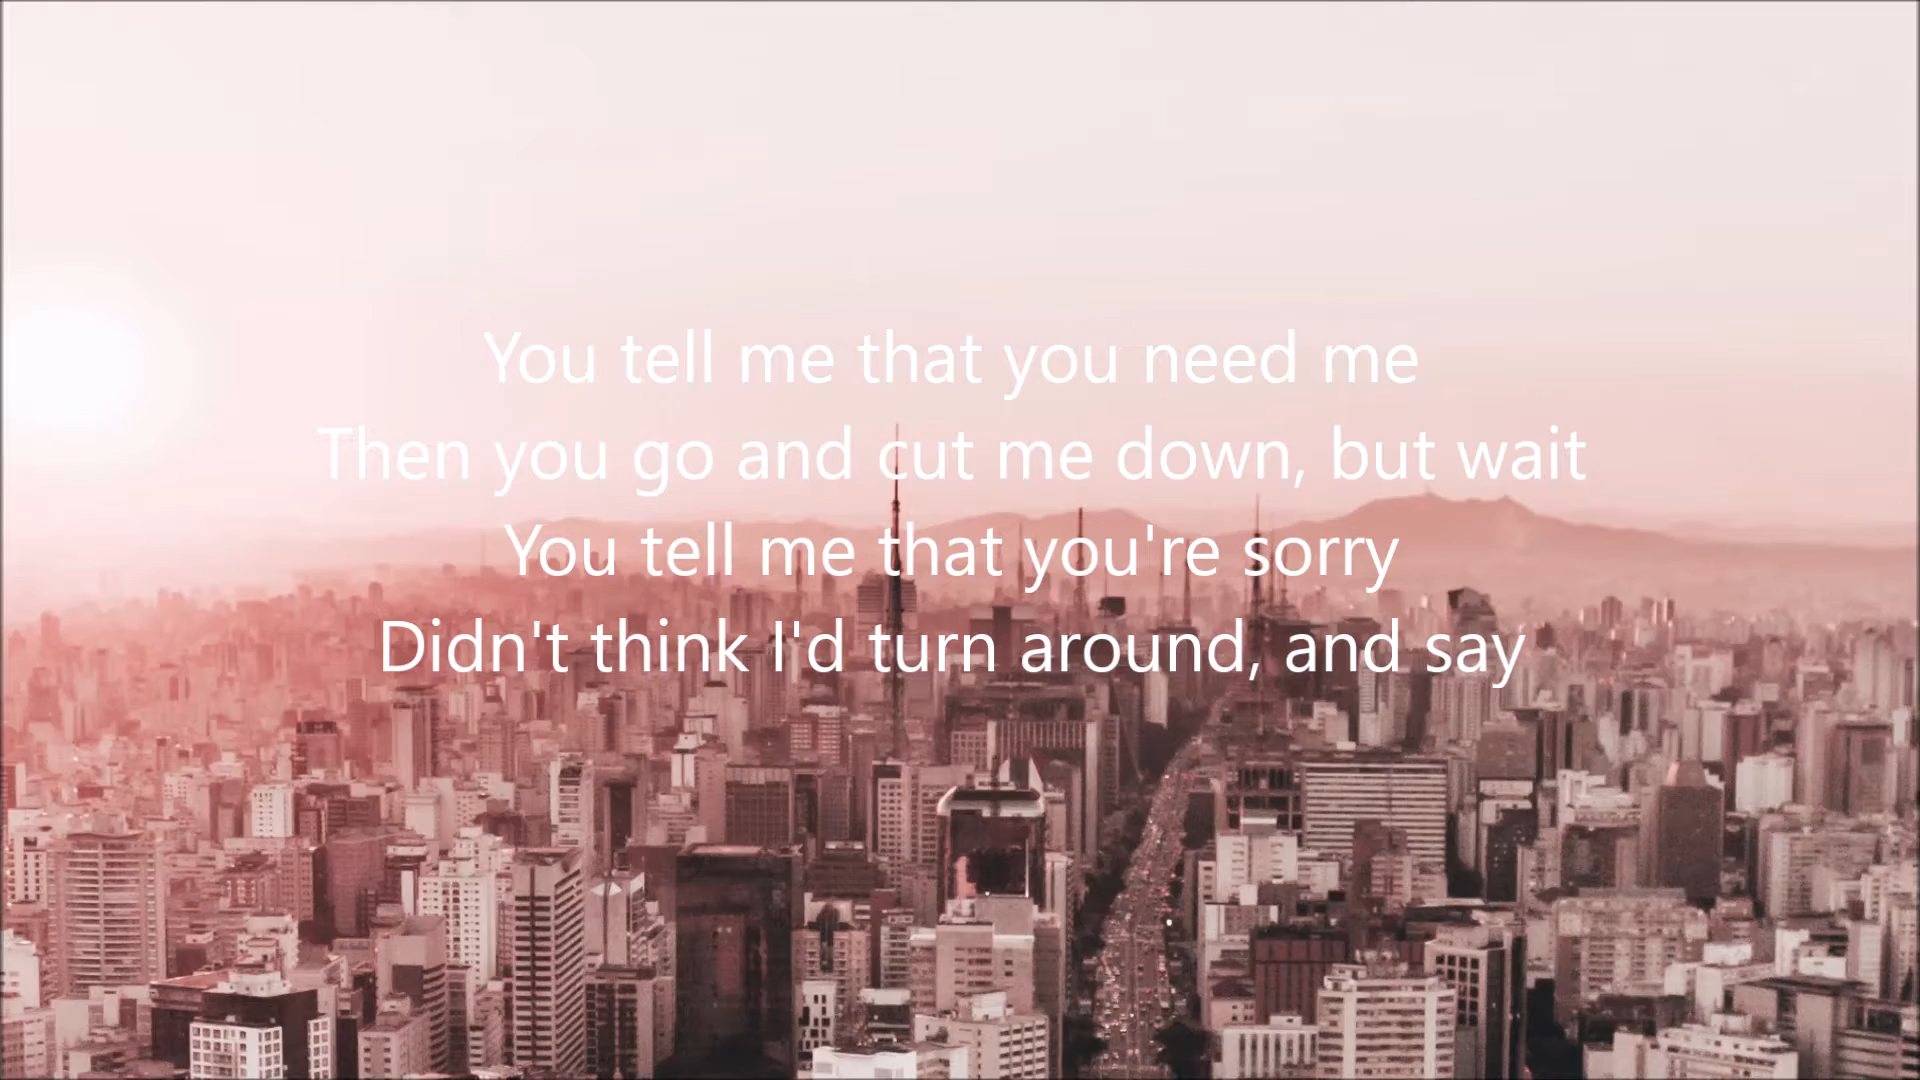 You tell me that you need me
Then you go and cut me down, but wait
You tell me that you're sorry
Didn't think I'd turn around, and say